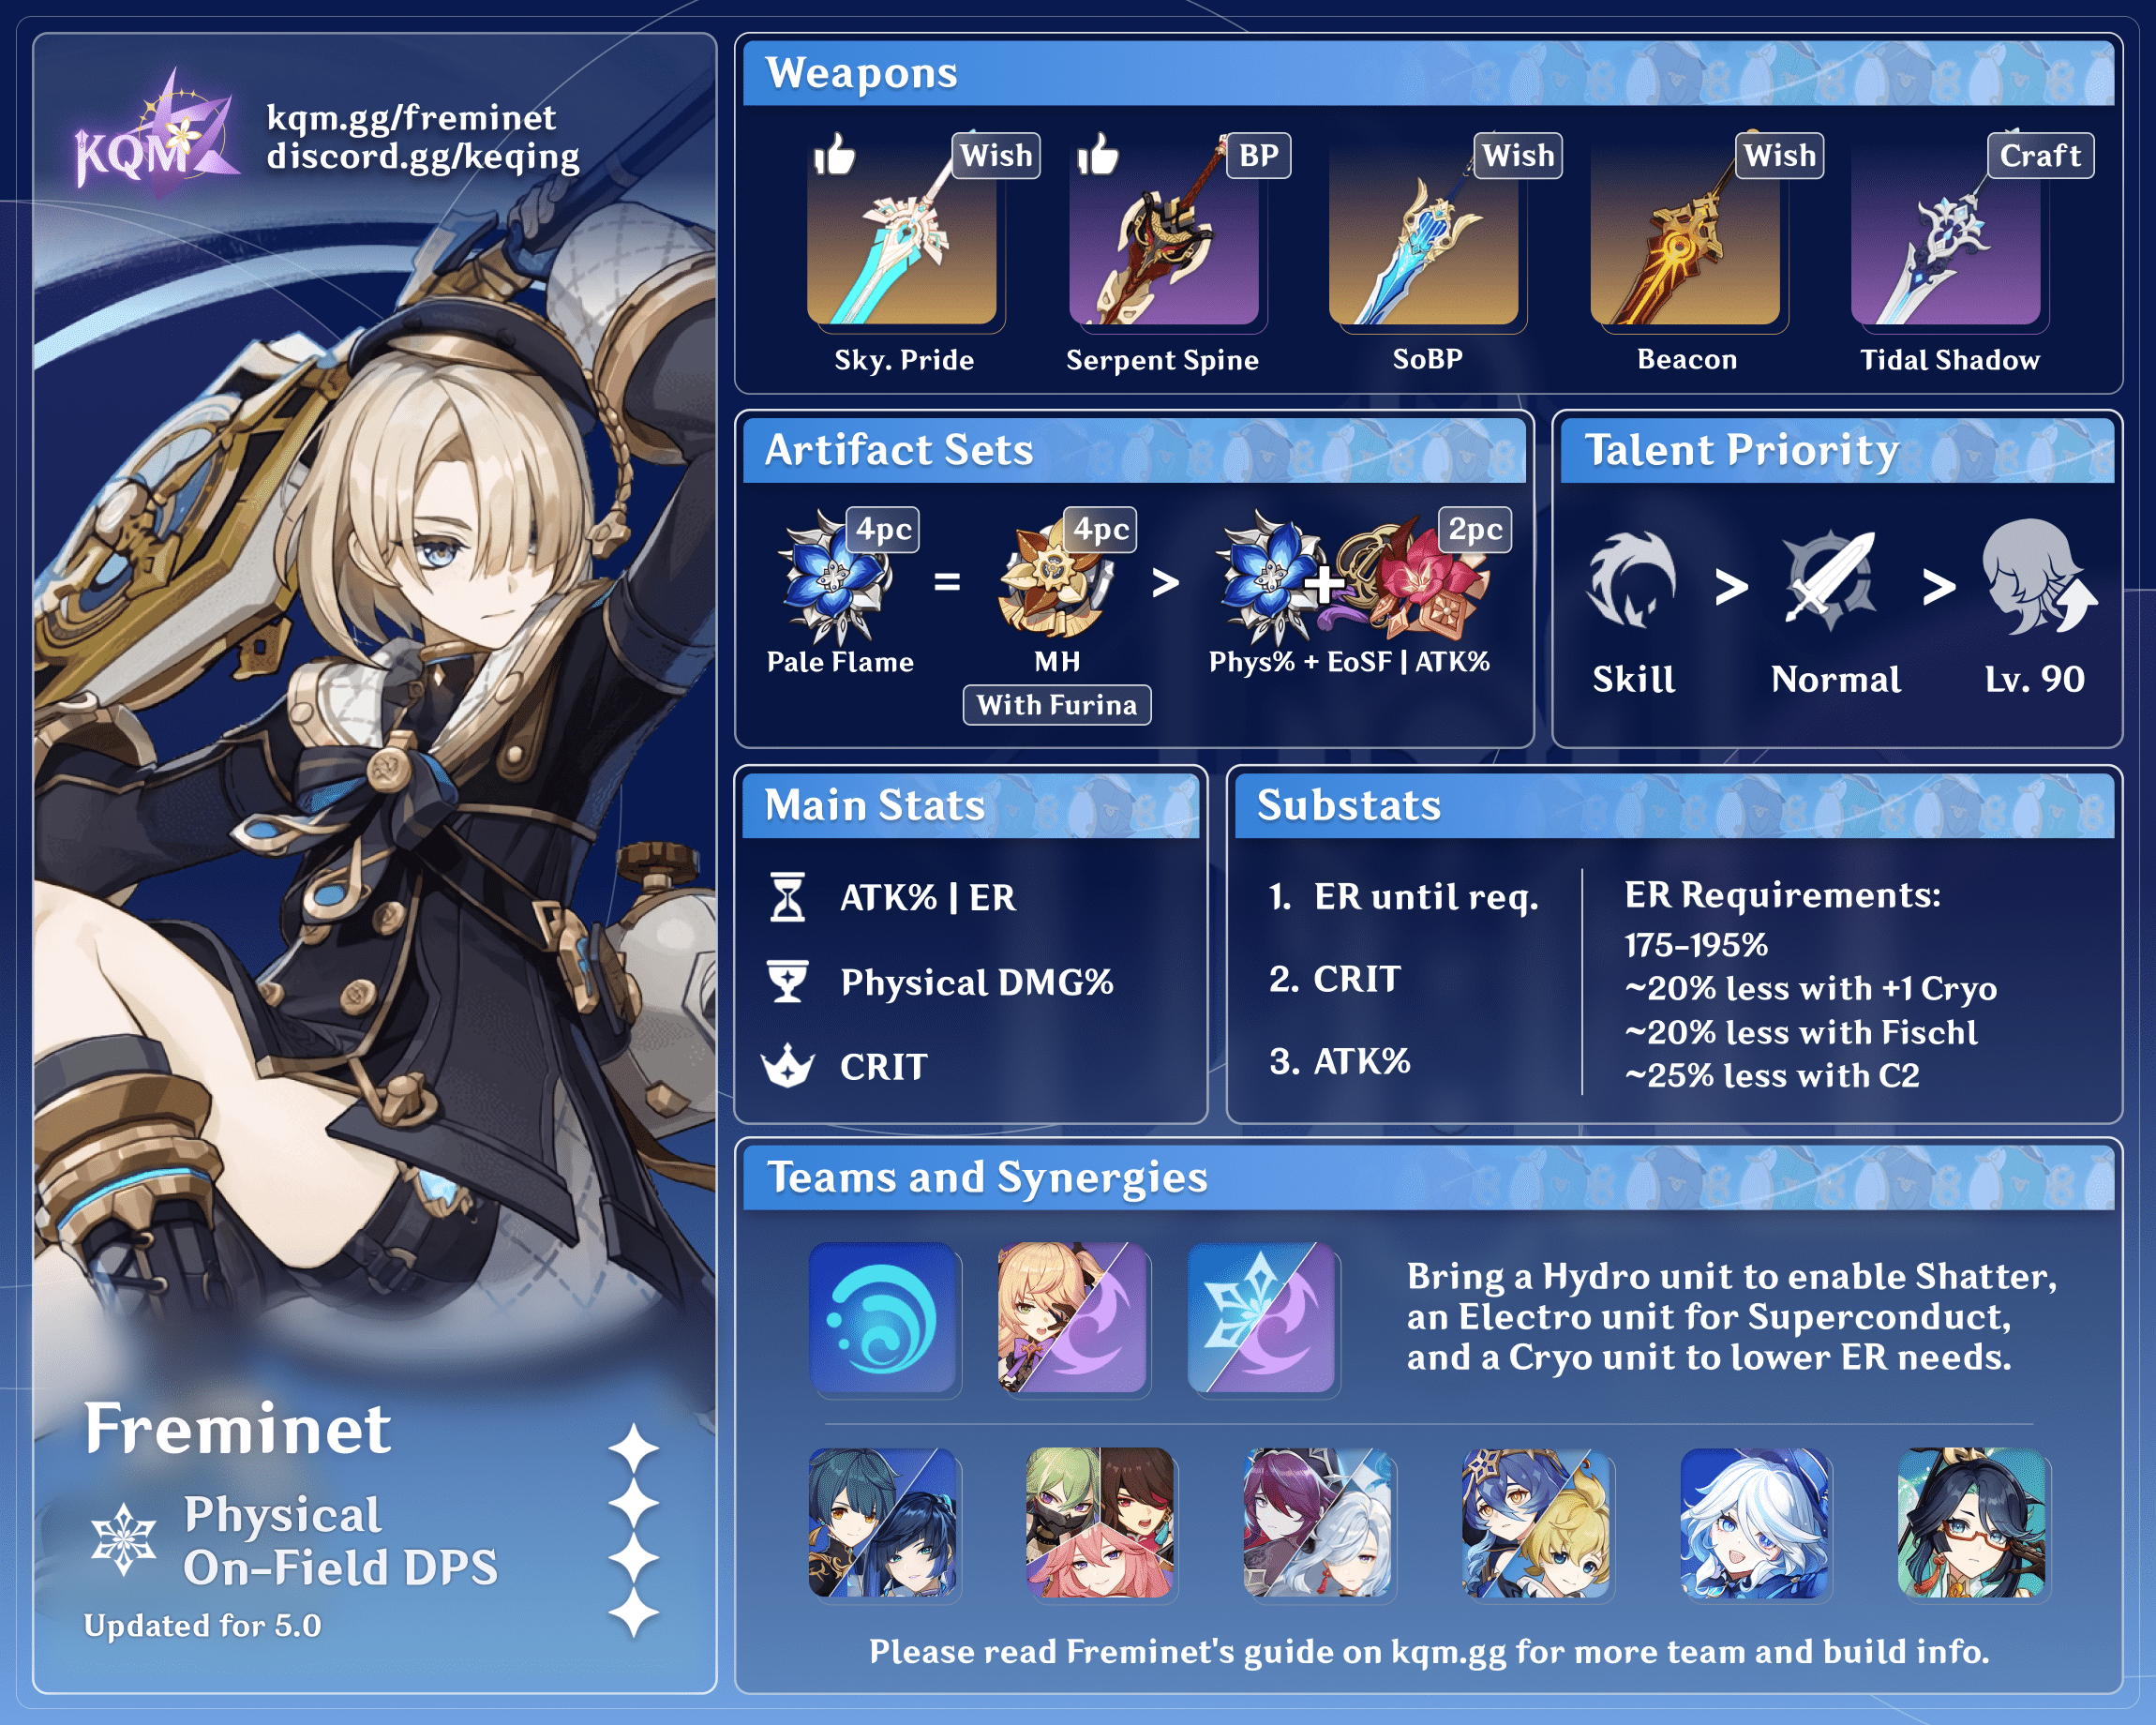 KQM
kqm.gg/freminet
discord.gg/keqing
Freminet
Physical
On-Field DPS
Updated for 5.0
Weapons
Wish
BP
Wish
Wish
Craft
Sky. Pride
Serpent Spine
SoBP
Beacon
Tidal Shadow
Artifact Sets
4pc
=
4pc
>
+
2pc
Pale Flame
MH
Phys% + EoSF | ATK%
With Furina
Talent Priority
>
>
Skill
Normal
Lv. 90
Main Stats
ATK% | ER
Physical DMG%
CRIT
Substats
1. ER until req.
2. CRIT
3. ATK%
ER Requirements:
175-195%
~20% less with +1 Cryo
~20% less with Fischl
~25% less with C2
Teams and Synergies
Bring a Hydro unit to enable Shatter,
an Electro unit for Superconduct,
and a Cryo unit to lower ER needs.
Please read Freminet's guide on kqm.gg for more team and build info.